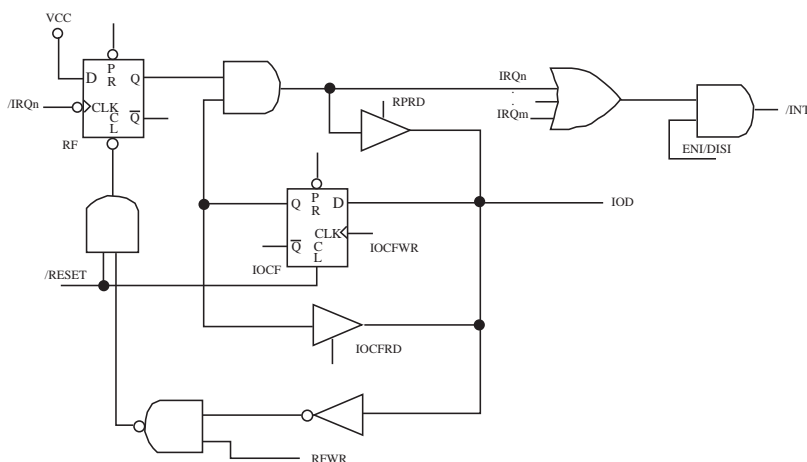 VCC
P
R
D
Q
/IRQn
CLK
C
L
Q
RF
RPRD
IRQn
.
.
IRQm
/INT
ENI/DISI
Q
P
R
D
IOD
CLK
Q
C
L
IOCFWR
IOCF
/RESET
IOCFRD
RFWR